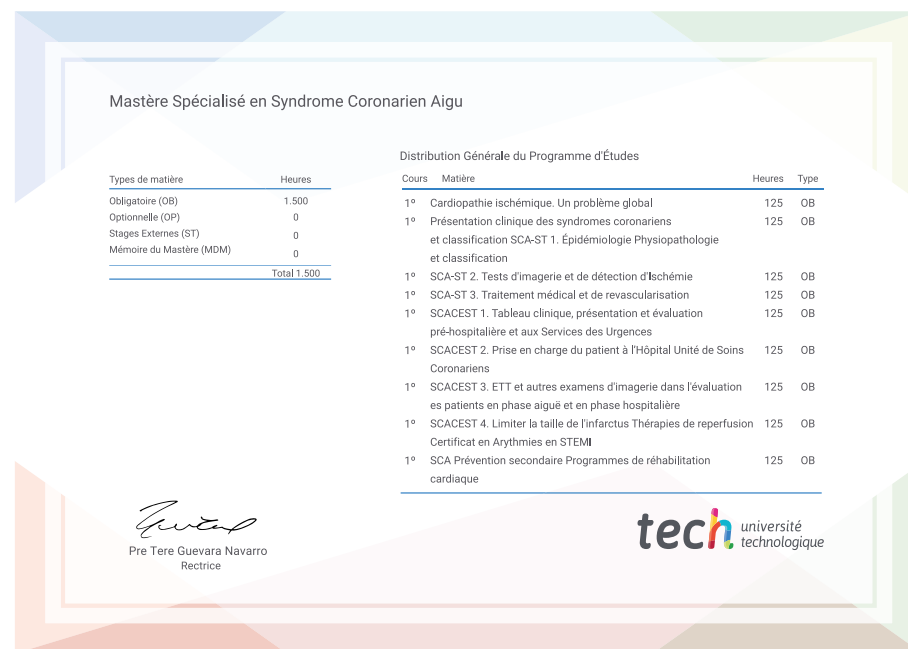 Mastère Spécialisé en Syndrome Coronarien Aigu
Types de matière Heures
Obligatoire (OB) 1.500
Optionnelle (OP) 0
Stages Externes (ST) 0
Mémoire du Mastère (MDM) 0
Total 1.500
Distribution Générale du Programme d'Études
Cours Matière Heures Type
1º Cardiopathie ischémique. Un problème global 125 OB
1º Présentation clinique des syndromes coronariens 125 OB
et classification SCA-ST 1. Épidémiologie Physiopathologie
et classification
1º SCA-ST 2. Tests d'imagerie et de détection d'Ischémie 125 OB
1º SCA-ST 3. Traitement médical et de revascularisation 125 OB
1º SCACEST 1. Tableau clinique, présentation et évaluation 125 OB
pré-hospitalière et aux Services des Urgences
1º SCACEST 2. Prise en charge du patient à l'Hôpital Unité de Soins 125 OB
Coronariens
1º SCACEST 3. ETT et autres examens d'imagerie dans l'évaluation 125 OB
es patients en phase aiguë et en phase hospitalière
1º SCACEST 4. Limiter la taille de l'infarctus Thérapies de reperfusion 125 OB
Certificat en Arythmies en STEMI
1º SCA Prévention secondaire Programmes de réhabilitation 125 OB
cardiaque
Pre Tere Guevara Navarro
Rectrice
tech université
technologique